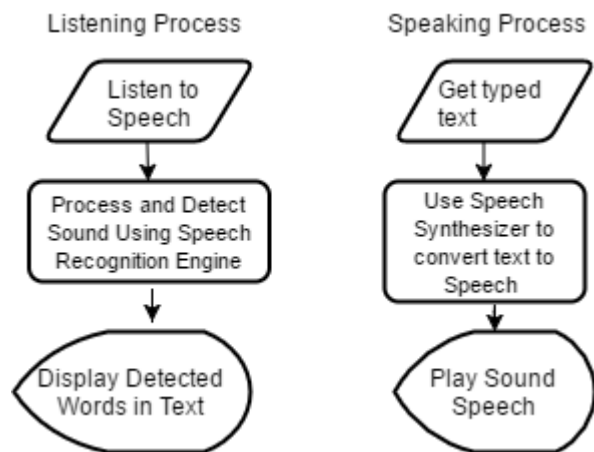 Listening Process
Listen to
Speech
Process and Detect
Sound Using Speech
Recognition Engine
Display Detected
Words in Text
Speaking Process
Get typed
text
Use Speech
Synthesizer to
convert text to
Speech
Play Sound
Speech